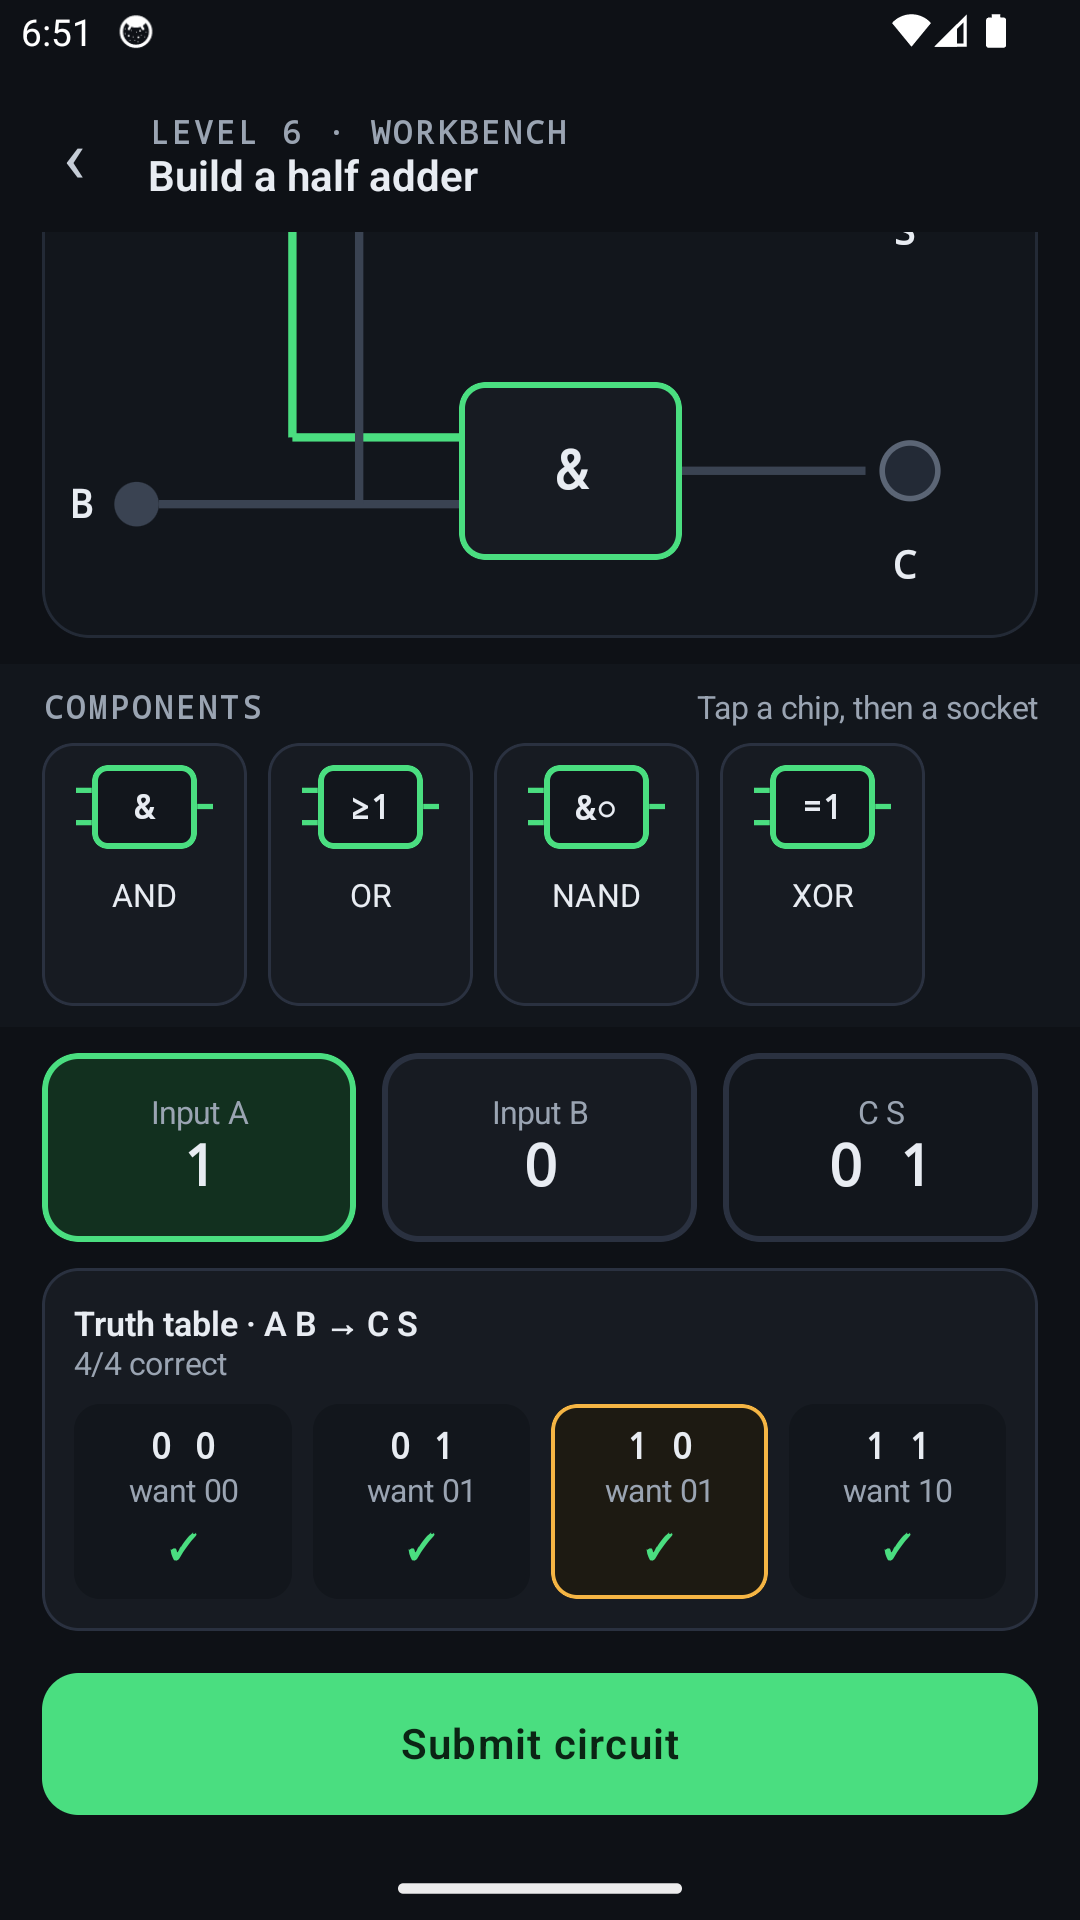 6:51
LEVEL 6 · WORKBENCH
Build a half adder
S
&
B
C
COMPONENTS
Tap a chip, then a socket
& ≥1 &○ =1
AND OR NAND XOR
Input A Input B C S
1 0 0 1
Truth table · A B → C S
4/4 correct
0 0 0 1 1 0 1 1
want 00 want 01 want 01 want 10
✓ ✓ ✓ ✓
Submit circuit